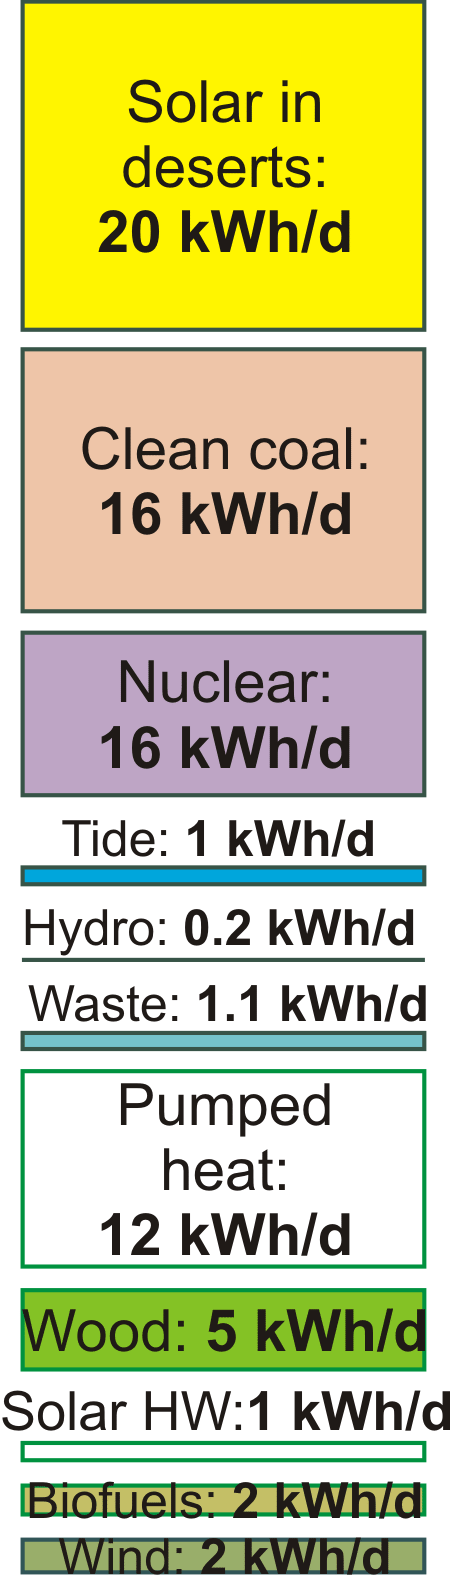 Solar in
deserts:
20 kWh/d
Clean coal:
16 kWh/d
Nuclear:
16 kWh/d
Tide: 1 kWh/d
Hydro: 0.2 kWh/d
Waste: 1.1 kWh/d
Pumped
heat:
12 kWh/d
Wood: 5 kWh/d
Solar HW:1 kWh/d
Biofuels: 2 kWh/d
Wind: 2 kWh/d